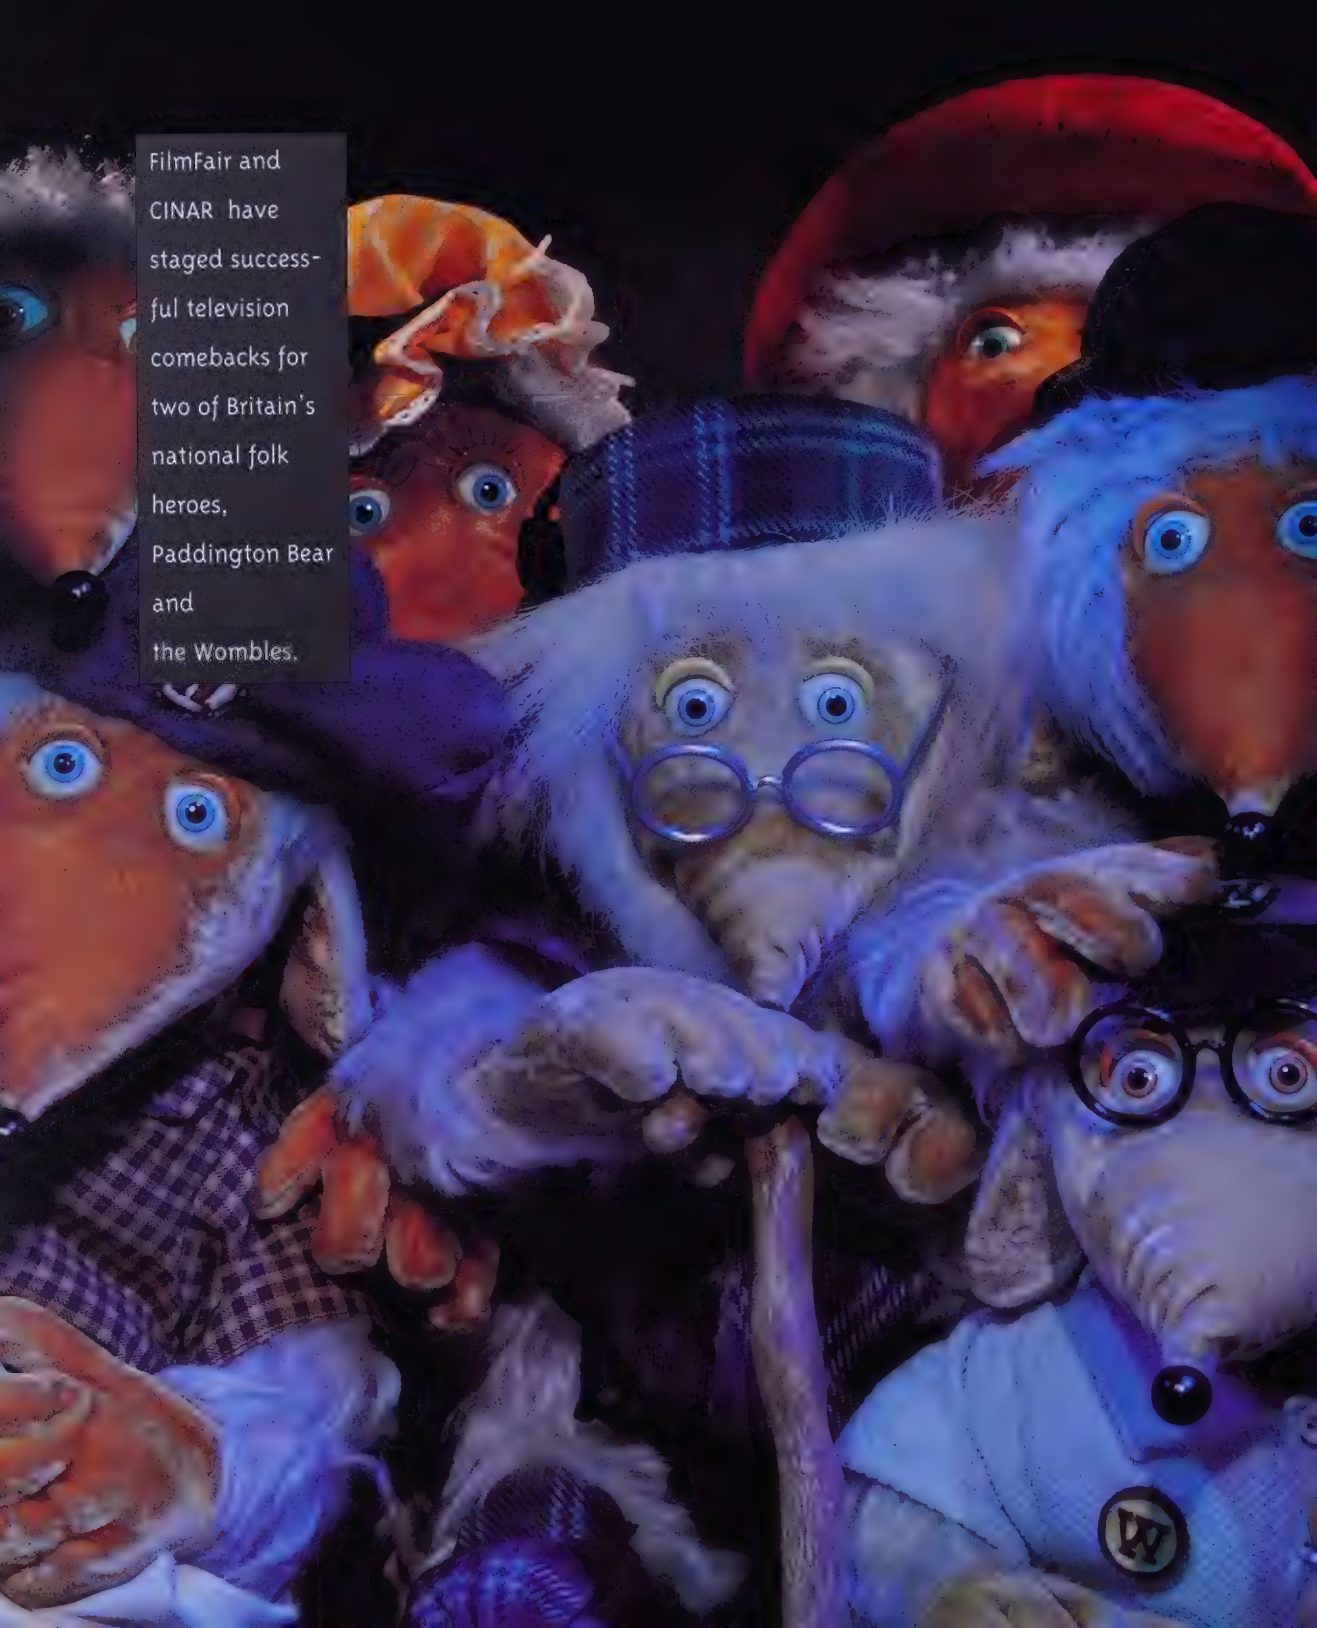 FilmFair and
CINAR have
staged success-
ful television
comebacks for
two of Britain's
national folk
heroes,
Paddington Bear
and
the Wombles.
W